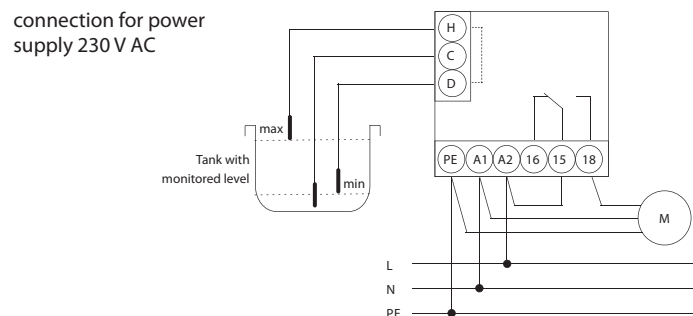 connection for power
supply 230 V AC
H
C
D
max
Tank with
monitored level
min
PE A1 A2 16 15 18
M
L
N
PE